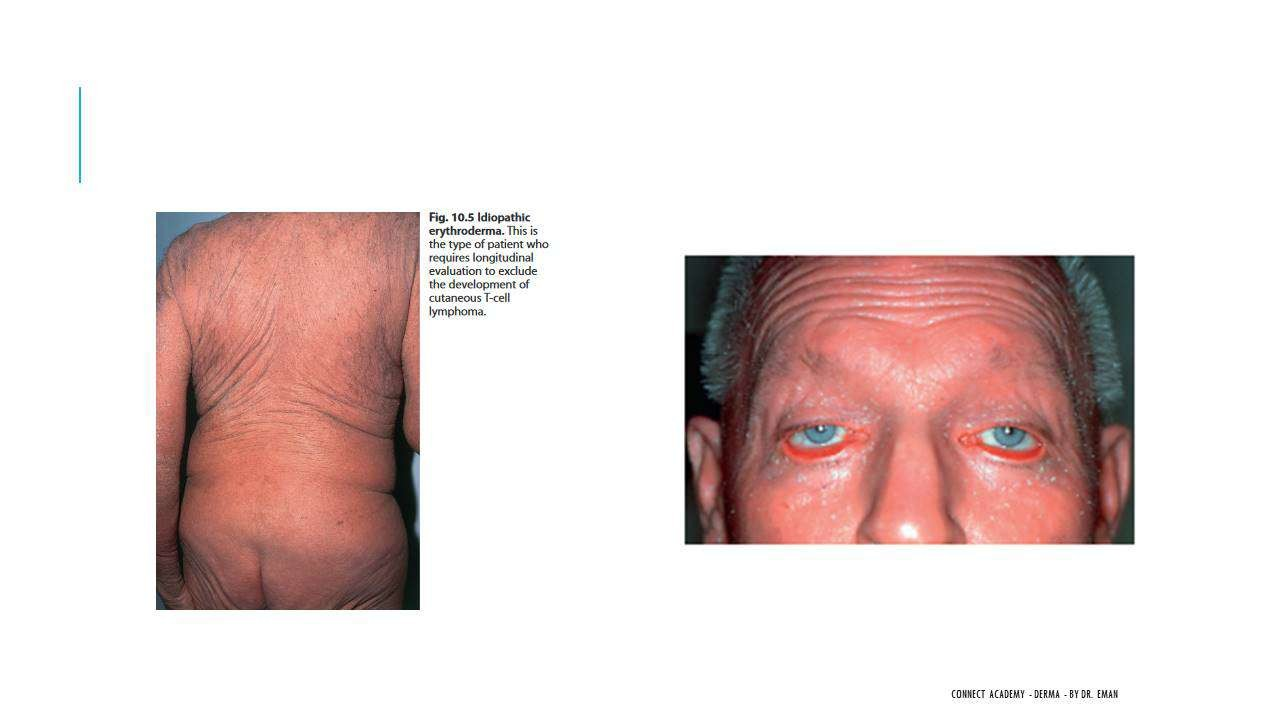 Fig. 10.5 Idiopathic
erythroderma. This is
the type of patient who
requires longitudinal
evaluation to exclude
the development of
cutaneous T-cell
lymphoma.
CONNECT ACADEMY - DERMA - BY DR. EMAN